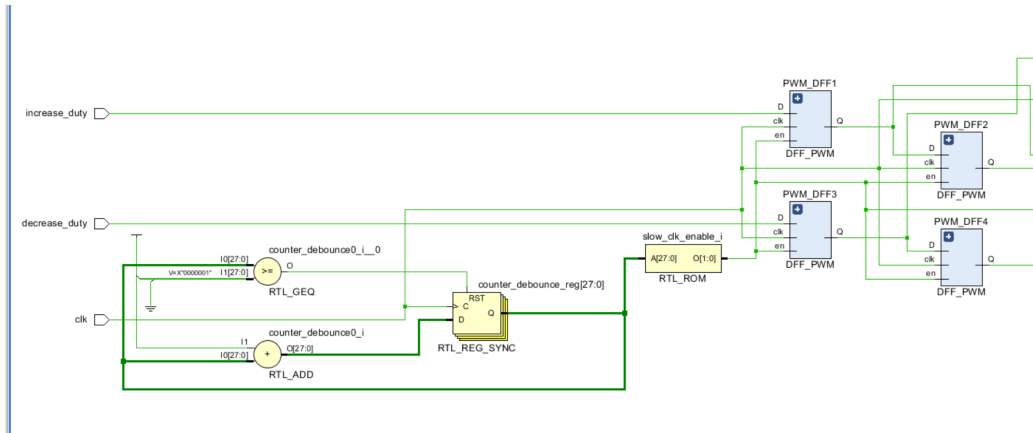 PWM_DFF1
increase_duty
D
clk
Q
en
DFF_PWM
PWM_DFF2
D
clk
Q
en
DFF_PWM
decrease_duty
PWM_DFF3
D
clk
Q
en
DFF_PWM
PWM_DFF4
D
clk
Q
en
DFF_PWM
slow_clk_enable_i
A[27:0] O[1:0]
RTL_ROM
counter_debounce0_i__0
I0[27:0]
V=X"0000001" I1[27:0]
O
>=
RTL_GEQ
counter_debounce_reg[27:0]
RST
C
D
Q
RTL_REG_SYNC
clk
counter_debounce0_i
I1
I0[27:0]
+
O[27:0]
RTL_ADD